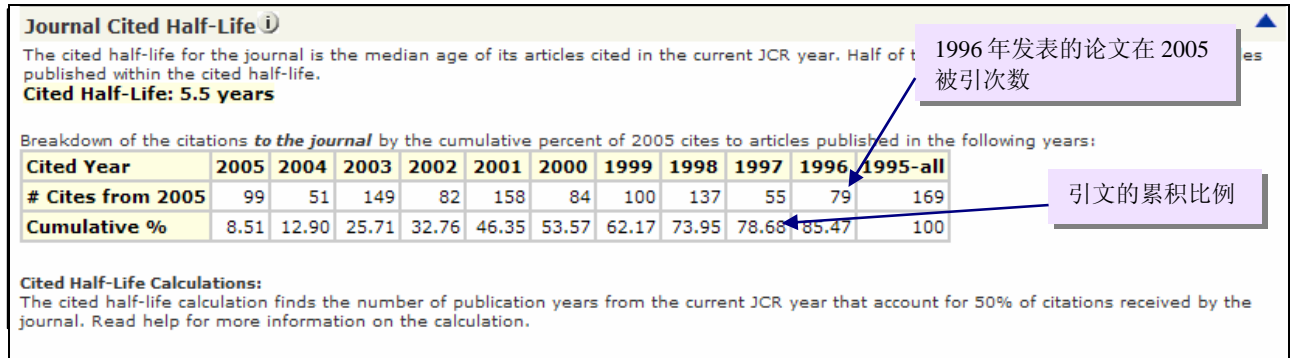 Journal Cited Half-Life i
The cited half-life for the journal is the median age of its articles cited in the current JCR year. Half of t
es
published within the cited half-life.
Cited Half-Life: 5.5 years
1996 年发表的论文在 2005
被引次数
Breakdown of the citations to the journal by the cumulative percent of 2005 cites to articles published in the following years:
Cited Year 2005 2004 2003 2002 2001 2000 1999 1998 1997 1996 1995-all
# Cites from 2005 99 51 149 82 158 84 100 137 55 79 169
Cumulative % 8.51 12.90 25.71 32.76 46.35 53.57 62.17 73.95 78.68 85.47 100
引文的累积比例
Cited Half-Life Calculations:
The cited half-life calculation finds the number of publication years from the current JCR year that account for 50% of citations received by the
journal. Read help for more information on the calculation.